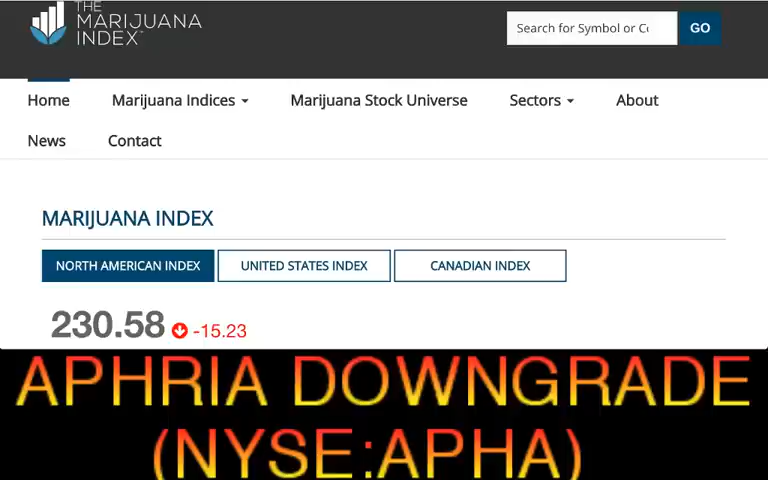 THE
MARIJUANA
INDEX™
Search for Symbol or Co
GO
Home
Marijuana Indices
Marijuana Stock Universe
Sectors
About
News
Contact
MARIJUANA INDEX
NORTH AMERICAN INDEX
UNITED STATES INDEX
CANADIAN INDEX
230.58
-15.23
APHRIA DOWNGRADE
(NYSE:APHA)